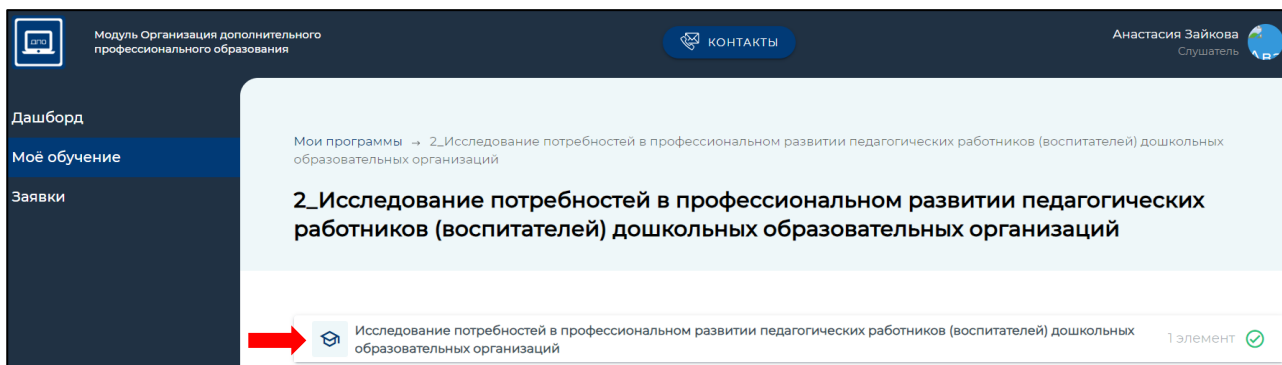 дпо
Модуль Организация дополнительного
профессионального образования
КОНТАКТЫ
Анастасия Зайкова
Слушатель
Дашборд
Моё обучение
Заявки
Мои программы → 2_Исследование потребностей в профессиональном развитии педагогических работников (воспитателей) дошкольных
образовательных организаций
2_Исследование потребностей в профессиональном развитии педагогических
работников (воспитателей) дошкольных образовательных организаций
Исследование потребностей в профессиональном развитии педагогических работников (воспитателей) дошкольных
образовательных организаций
1 элемент